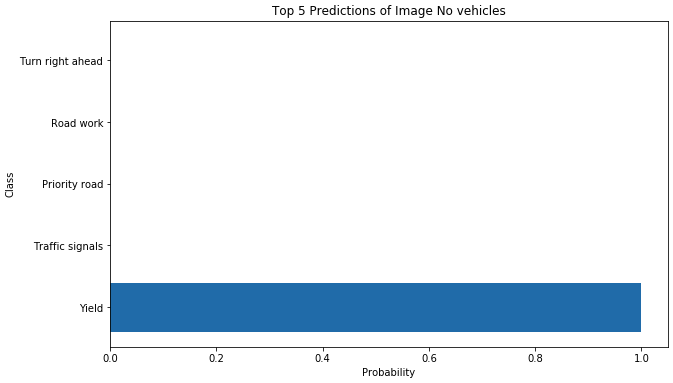 Top 5 Predictions of Image No vehicles
Turn right ahead
Road work
Priority road
Traffic signals
Yield
Class
0.0 0.2 0.4 0.6 0.8 1.0
Probability